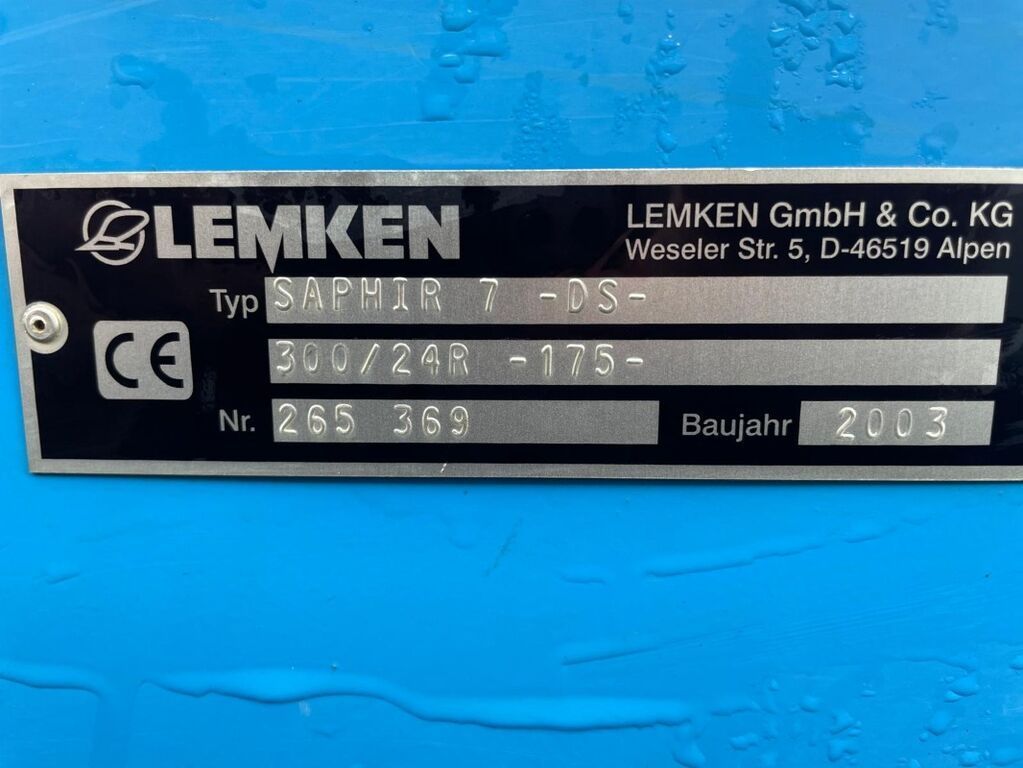 LEMKEN
LEMKEN GmbH & Co. KG
Weseler Str. 5, D-46519 Alpen
Typ SAPHIR 7 -DS-
300/24R -175-
CE
Nr. 265 369 Baujahr 2003